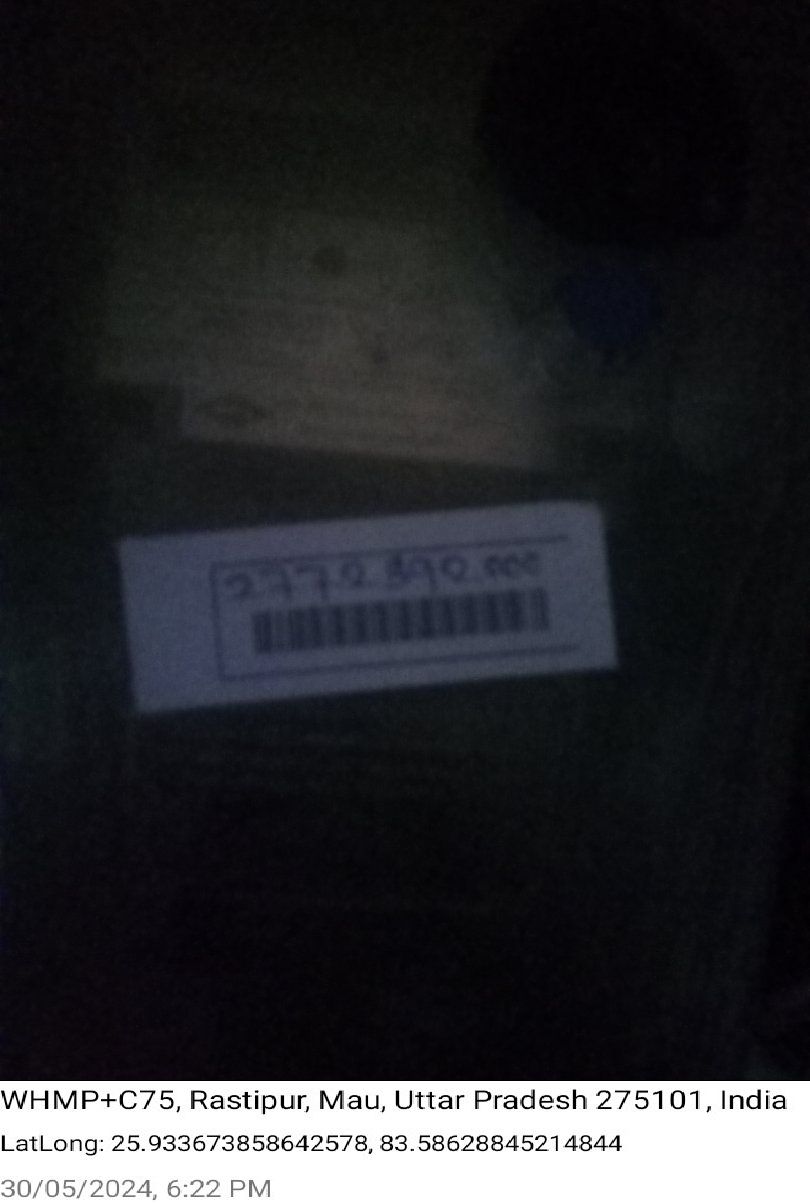 WHMP+C75, Rastipur, Mau, Uttar Pradesh 275101, India
LatLong: 25.933673858642578, 83.58628845214844
30/05/2024, 6:22 PM